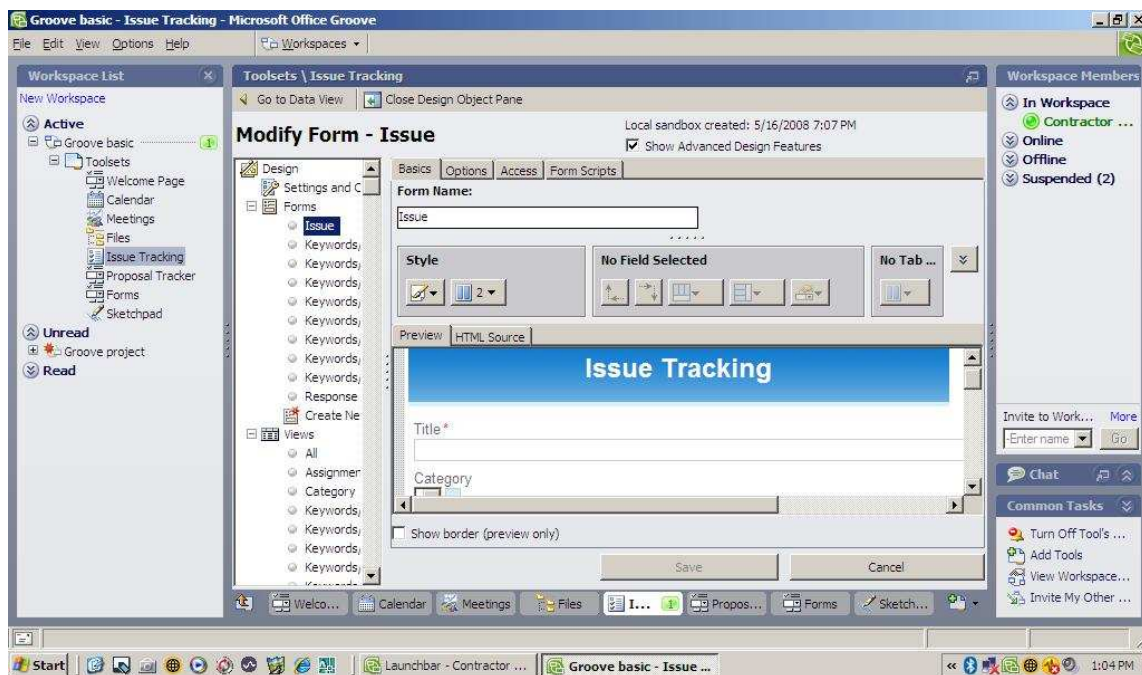 Groove basic - Issue Tracking - Microsoft Office Groove
File Edit View Options Help
Workspaces
Workspace List
New Workspace
Active
Groove basic
1
Toolsets
Welcome Page
Calendar
Meetings
Files
Issue Tracking
Proposal Tracker
Forms
Sketchpad
Unread
Groove project
Read
Toolsets \ Issue Tracking
Go to Data View Close Design Object Pane
Modify Form - Issue
Local sandbox created: 5/16/2008 7:07 PM
Show Advanced Design Features
Design
Settings and C
Forms
Issue
Keywords/
Keywords/
Keywords/
Keywords/
Keywords/
Keywords/
Keywords/
Keywords/
Response
Create Ne
Views
All
Assignmer
Category
Keywords/
Keywords/
Keywords/
Keywords/
Basics Options Access Form Scripts
Form Name:
Issue
Style
2
No Field Selected
No Tab ...
Preview HTML Source
Issue Tracking
Title *
Category
Show border (preview only)
Save Cancel
Welco... Calendar Meetings Files I... 1 Propos... Forms Sketch...
Workspace Members
In Workspace
Contractor ...
Online
Offline
Suspended (2)
Invite to Work... More
-Enter name Go
Chat
Common Tasks
Turn Off Tool's ...
Add Tools
View Workspace...
Invite My Other ...
Start Launchbar - Contractor ... Groove basic - Issue ... « 1:04 PM